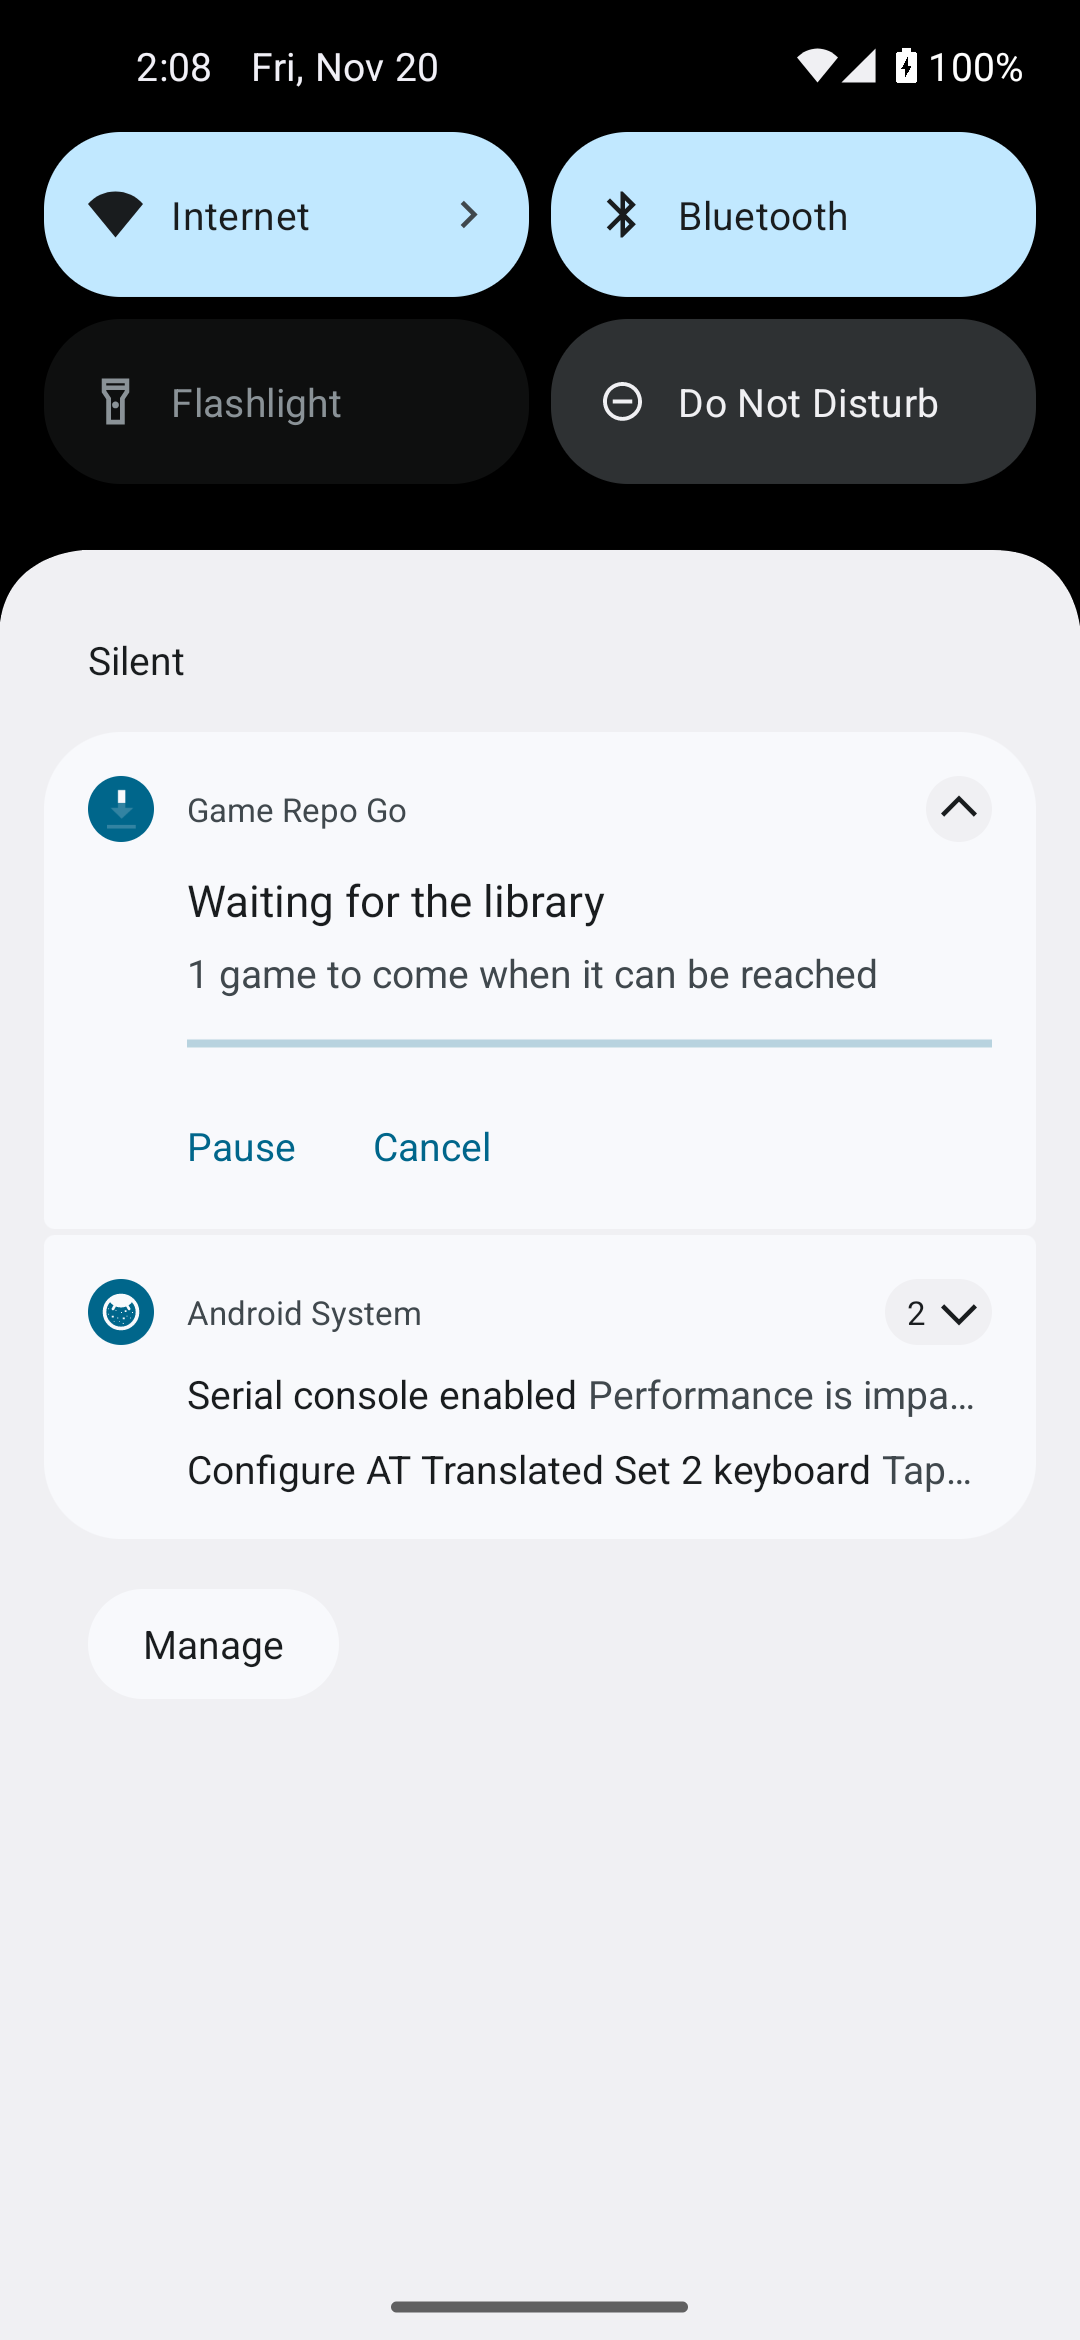 2:08 Fri, Nov 20 100%
Internet Bluetooth
Flashlight Do Not Disturb
Silent
Game Repo Go
Waiting for the library
1 game to come when it can be reached
Pause Cancel
Android System 2
Serial console enabled Performance is impa…
Configure AT Translated Set 2 keyboard Tap…
Manage